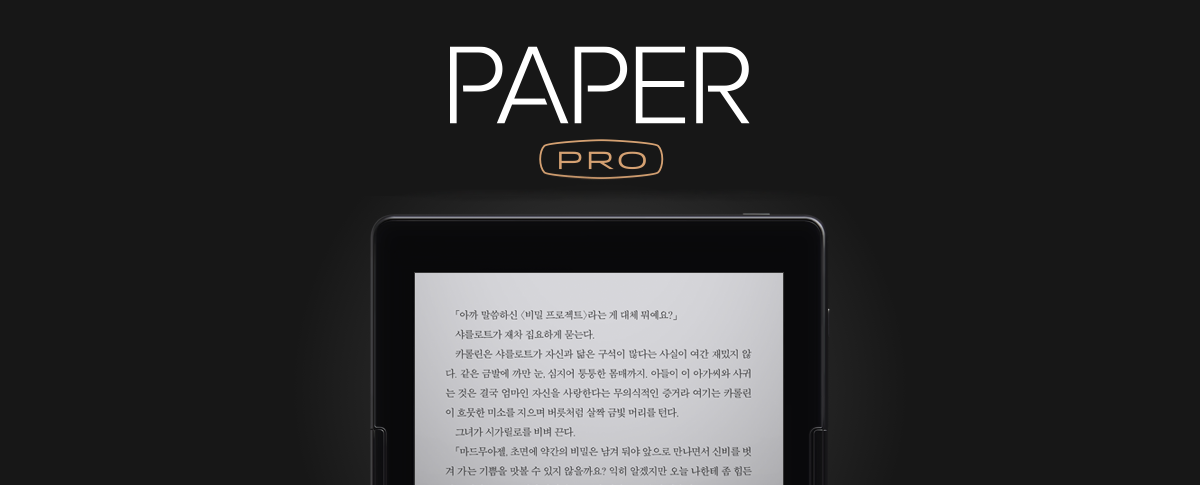 PAPER
PRO
「아까 말씀하신 〈비밀 프로젝트〉라는 게 대체 뭐예요?」
샤를로트가 재차 집요하게 묻는다.
카롤린은 샤를로트가 자신과 닮은 구석이 많다는 사실이 여간 재밌지 않
다. 같은 금발에 까만 눈, 심지어 통통한 몸매까지. 아들이 이 아가씨와 사귀
는 것은 결국 엄마인 자신을 사랑한다는 무의식적인 증거라 여기는 카롤린
이 흐뭇한 미소를 지으며 버릇처럼 살짝 금빛 머리를 턴다.
그녀가 시가릴로를 비벼 끈다.
「마드무아젤, 초면에 약간의 비밀은 남겨 둬야 앞으로 만나면서 신비를 벗
겨 가는 기쁨을 맛볼 수 있지 않을까요? 익히 알겠지만 오늘 나한테 좀 힘든